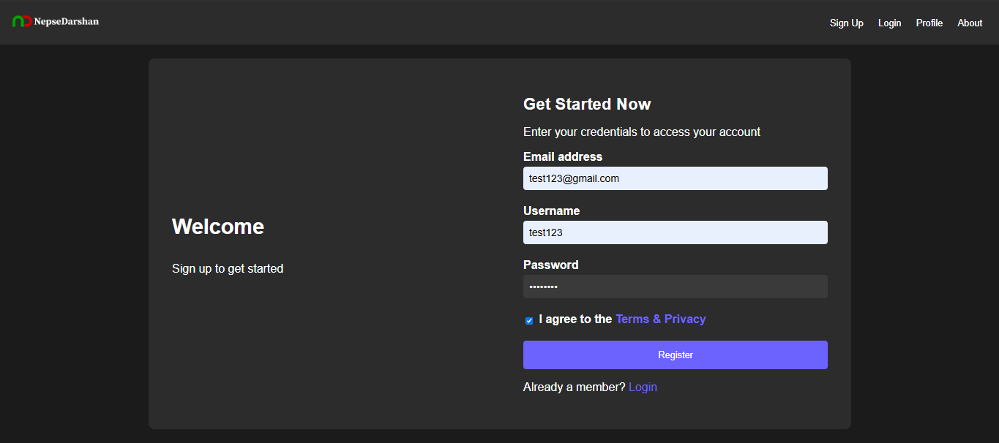 NepseDarshan
Sign Up Login Profile About
Welcome
Sign up to get started
Get Started Now
Enter your credentials to access your account
Email address
test123@gmail.com
Username
test123
Password
••••••••
I agree to the Terms & Privacy
Register
Already a member? Login